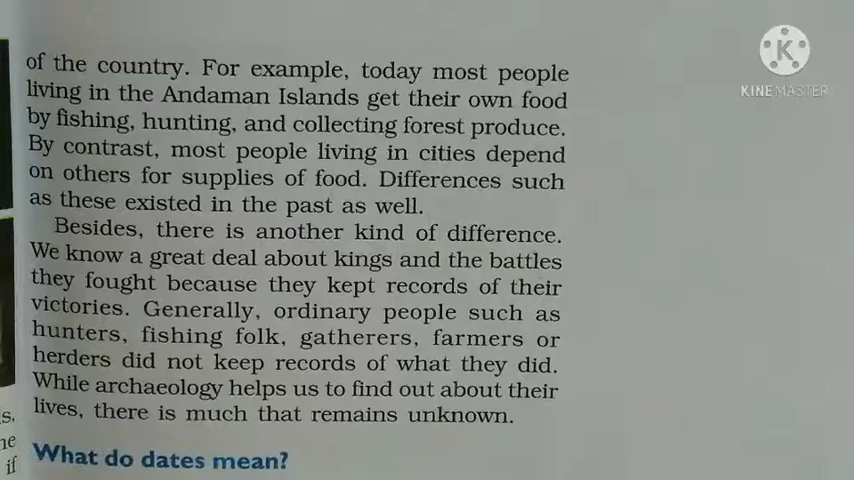 of the country. For example, today most people
living in the Andaman Islands get their own food
by fishing, hunting, and collecting forest produce.
By contrast, most people living in cities depend
on others for supplies of food. Differences such
as these existed in the past as well.
Besides, there is another kind of difference.
We know a great deal about kings and the battles
they fought because they kept records of their
victories. Generally, ordinary people such as
hunters, fishing folk, gatherers, farmers or
herders did not keep records of what they did.
While archaeology helps us to find out about their
lives, there is much that remains unknown.
What do dates mean?
s.
if
K
KINEMASTER